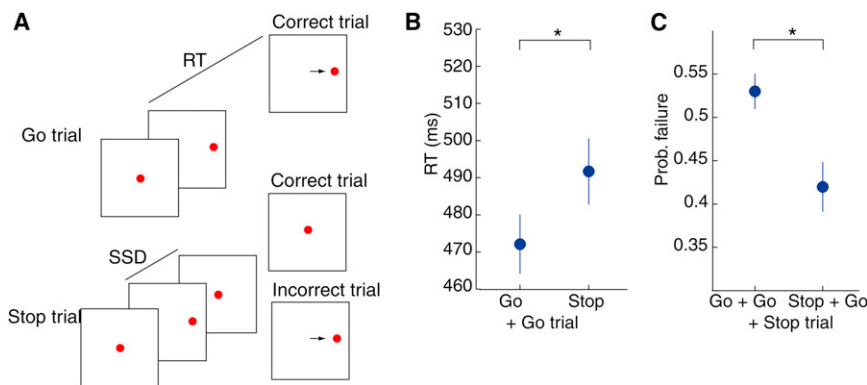 A
Correct trial
RT
Go trial
Correct trial
SSD
Incorrect trial
Stop trial
B
*
530
520
510
500
490
480
470
460
RT (ms)
Go Stop
+ Go trial
C
*
0.55
0.5
0.45
0.4
0.35
Prob. failure
Go + Go Stop + Go
+ Stop trial